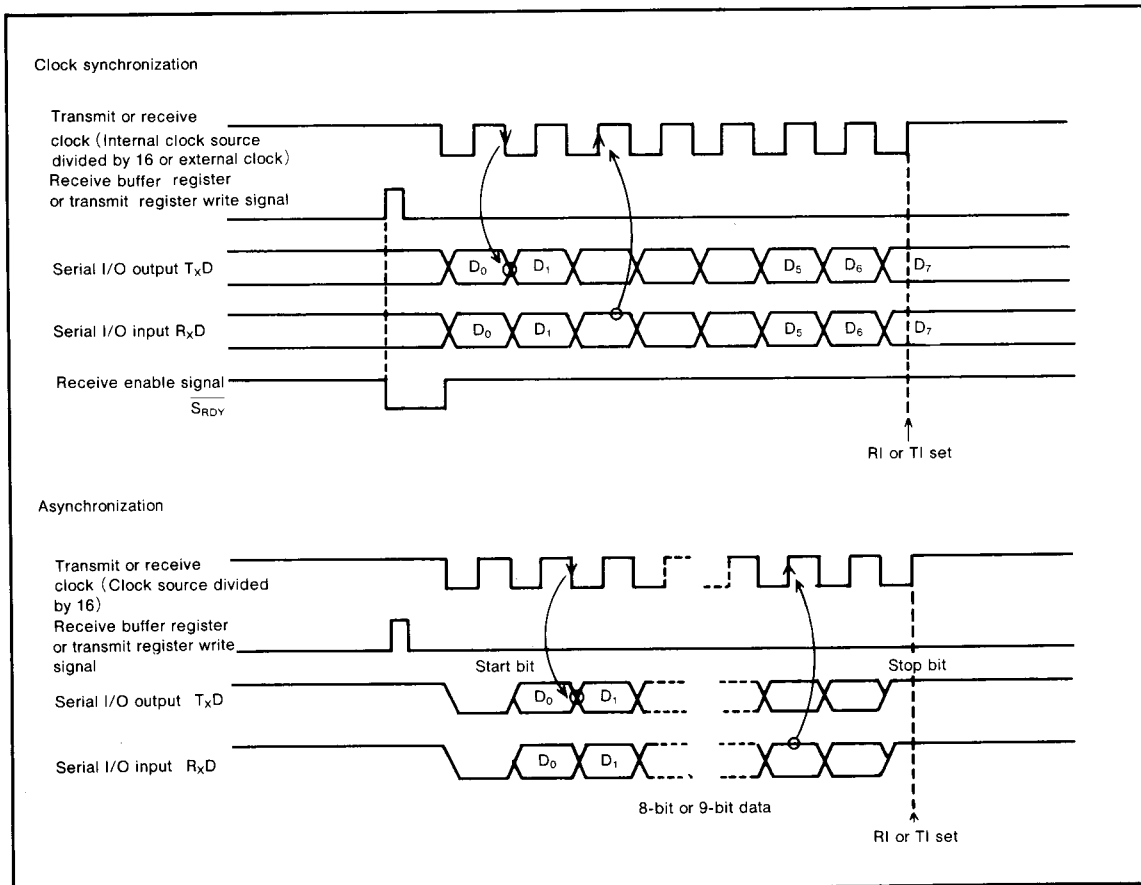 Clock synchronization
Transmit or receive
clock (Internal clock source
divided by 16 or external clock)
Receive buffer register
or transmit register write signal
Serial I/O output TxD
D0
D1
D5
D6
D7
Serial I/O input RxD
D0
D1
D5
D6
D7
Receive enable signal
SRDY
RI or TI set
Asynchronization
Transmit or receive
clock (Clock source divided
by 16)
Receive buffer register
or transmit register write
signal
Start bit
Stop bit
Serial I/O output TxD
D0
D1
Serial I/O input RxD
D0
D1
8-bit or 9-bit data
RI or TI set